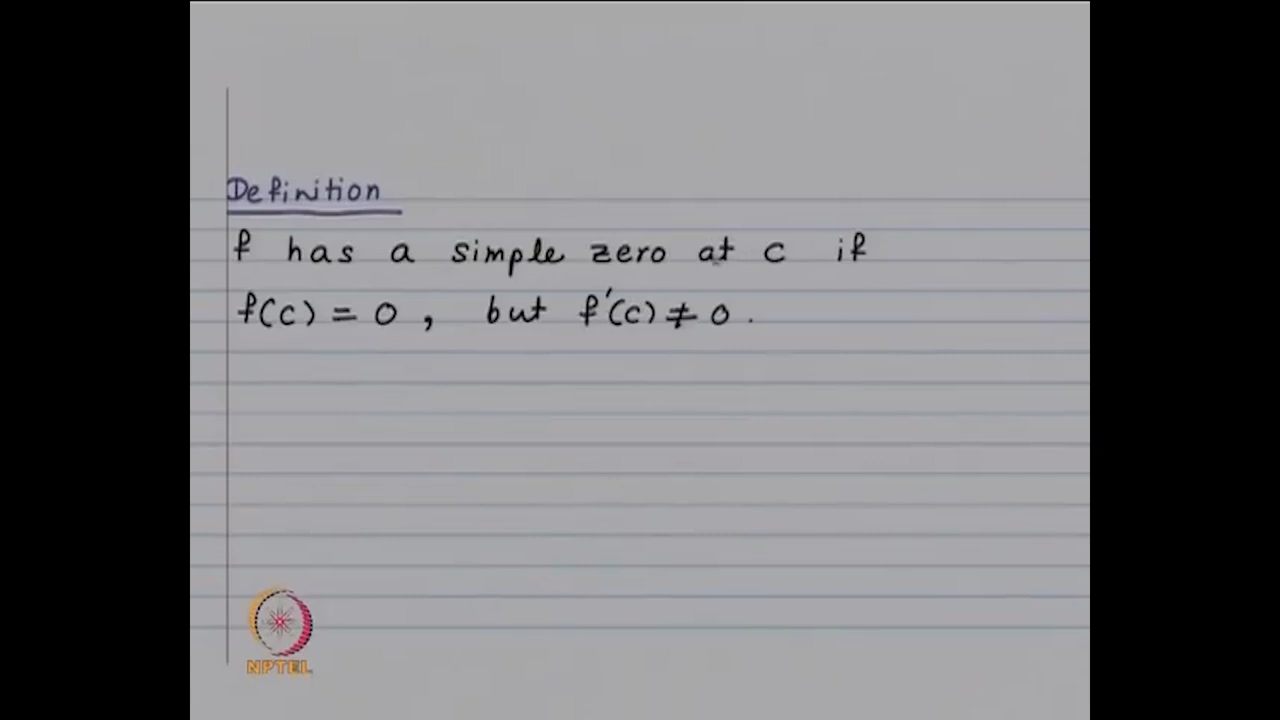 Definition
f has a simple zero at c if
f(c) = 0, but f'(c) ≠ 0.
NPTEL